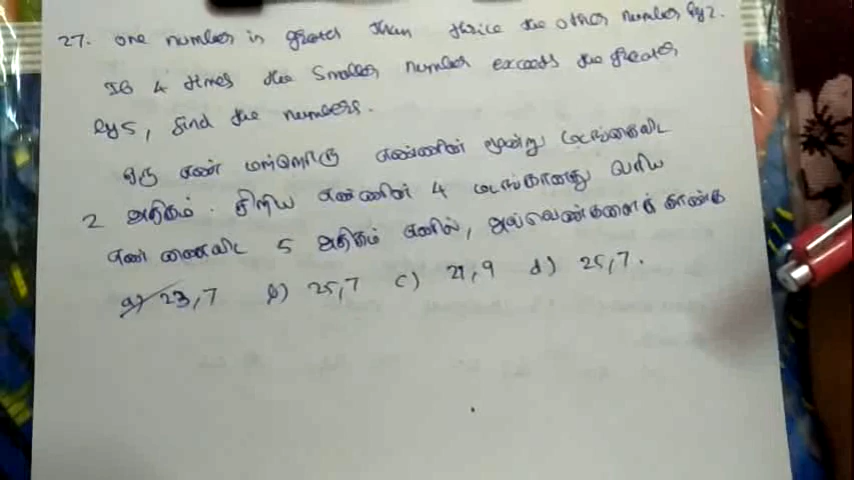 27. one number is greater than thrice the other number by 2.
If 4 times the smaller number exceeds the greater
by 5, find the numbers.
ஒரு எண் மற்றொரு எண்ணின் மூன்று மடங்கைவிட
2 அதிகம். சிறிய எண்ணின் 4 மடங்கானது பெரிய
எண்ணைவிட 5 அதிகம் எனில், அவ்வெண்களைக் காண்க
a) 23,7 b) 25,7 c) 21,9 d) 25,7.